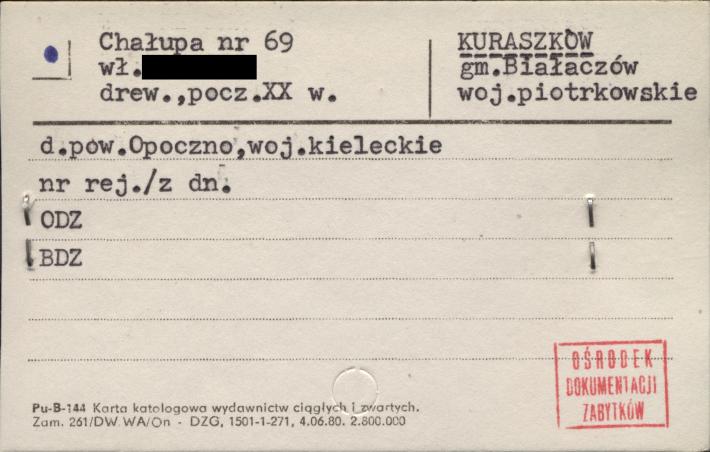 Chałupa nr 69
wł.
drew.,pocz.XX w.
KURASZKÓW
gm.Białaczów
woj.piotrkowskie
d.pow.Opoczno,woj.kieleckie
nr rej./z dn.
ODZ
BDZ
OŚRODEK
DOKUMENTACJI
ZABYTKÓW
Pu-B-144 Karta katologowa wydawnictw ciągłych i zwartych.
Zam. 261/DW. WA/On - DZG, 1501-1-271, 4.06.80. 2.800.000